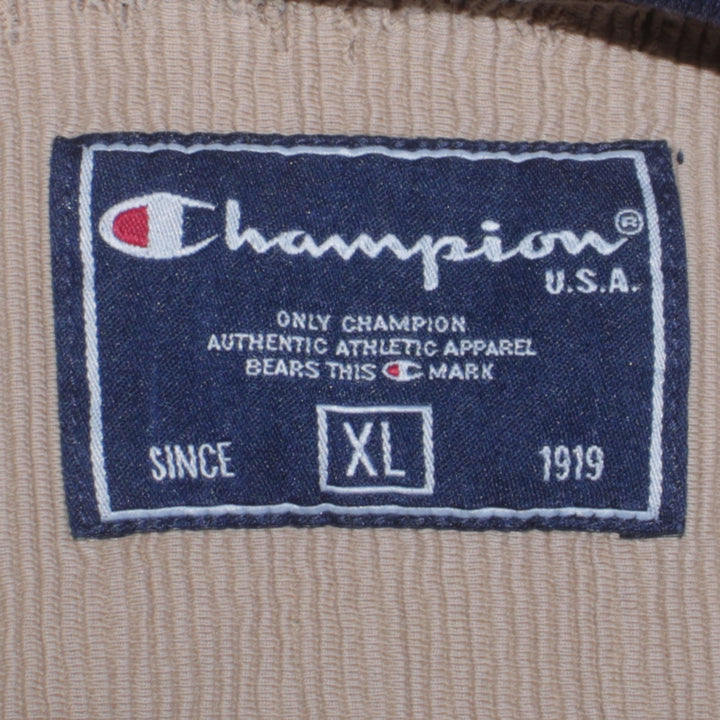 Champion®
U.S.A.
ONLY CHAMPION
AUTHENTIC ATHLETIC APPAREL
BEARS THIS C MARK
SINCE XL 1919